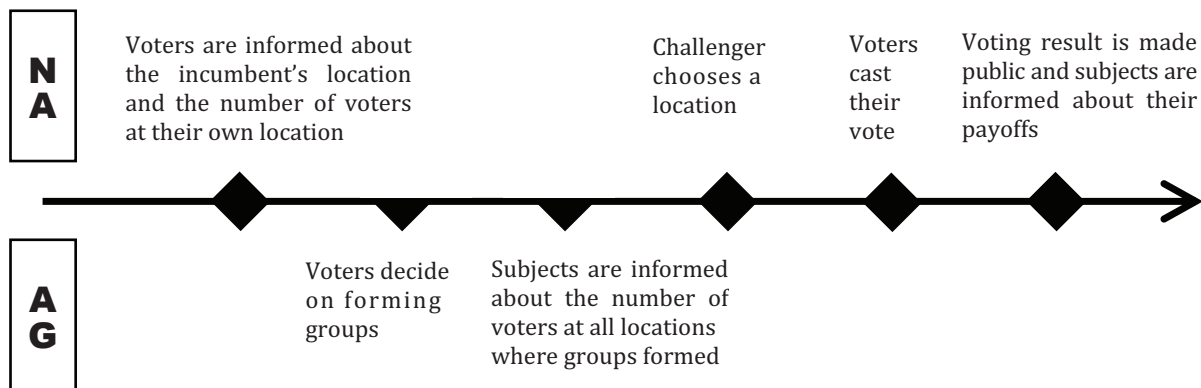 N
A
Voters are informed about
the incumbent's location
and the number of voters
at their own location
Challenger
chooses a
location
Voters
cast
their
vote
Voting result is made
public and subjects are
informed about their
payoffs
A
G
Voters decide
on forming
groups
Subjects are informed
about the number of
voters at all locations
where groups formed